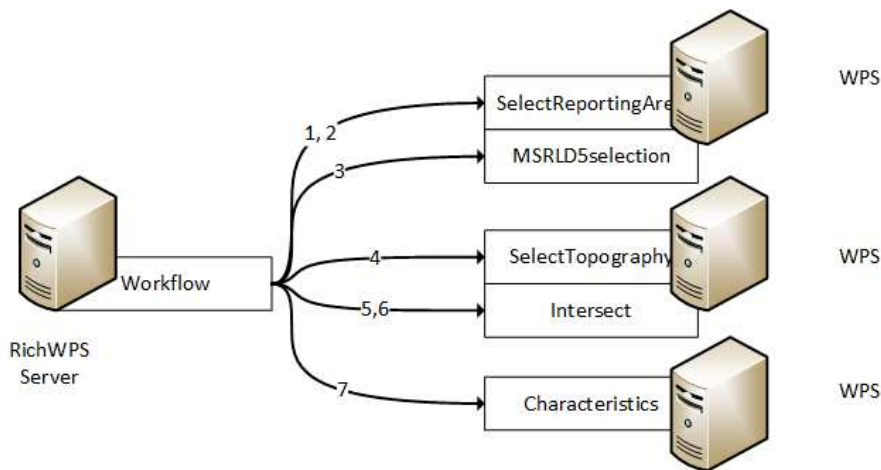 SelectReportingAre
WPS
1, 2
MSRLD5selection
3
4
SelectTopography
WPS
Workflow
5,6
Intersect
RichWPS
Server
7
Characteristics
WPS